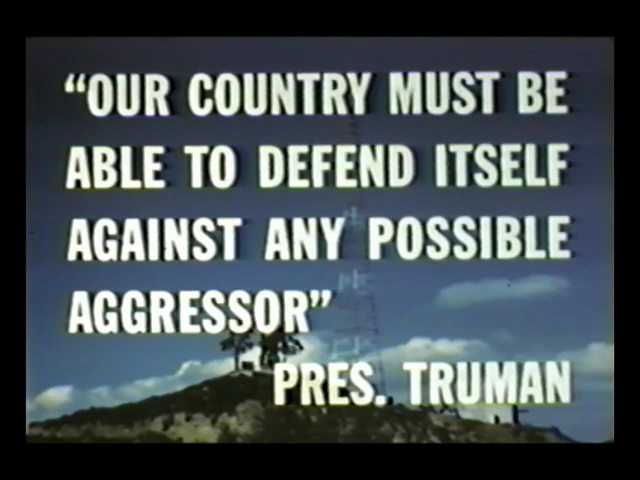 "OUR COUNTRY MUST BE
ABLE TO DEFEND ITSELF
AGAINST ANY POSSIBLE
AGGRESSOR"
PRES. TRUMAN